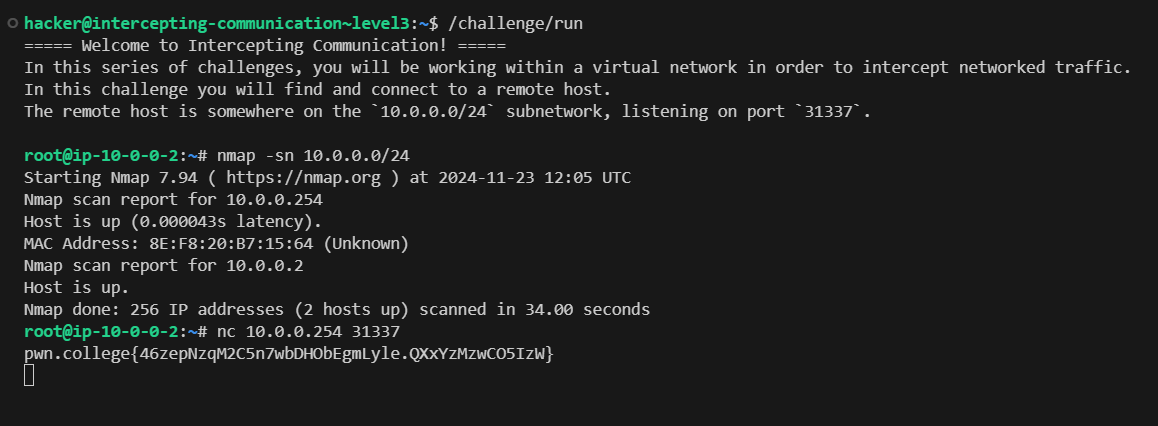 hacker@intercepting-communication~level3:~$ /challenge/run
===== Welcome to Intercepting Communication! =====
In this series of challenges, you will be working within a virtual network in order to intercept networked traffic.
In this challenge you will find and connect to a remote host.
The remote host is somewhere on the `10.0.0.0/24` subnetwork, listening on port `31337`.
root@ip-10-0-0-2:~# nmap -sn 10.0.0.0/24
Starting Nmap 7.94 ( https://nmap.org ) at 2024-11-23 12:05 UTC
Nmap scan report for 10.0.0.254
Host is up (0.000043s latency).
MAC Address: 8E:F8:20:B7:15:64 (Unknown)
Nmap scan report for 10.0.0.2
Host is up.
Nmap done: 256 IP addresses (2 hosts up) scanned in 34.00 seconds
root@ip-10-0-0-2:~# nc 10.0.0.254 31337
pwn.college{46zepNzqM2C5n7wbDHObEgmLyle.QXxYzMzwCO5IzW}